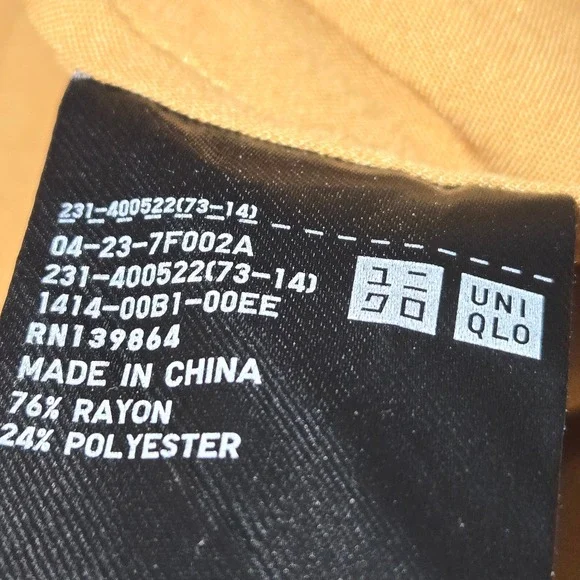 231-400522(73-14)
04-23-7F002A
231-400522(73-14)
1414-00B1-00EE
RN139864
MADE IN CHINA
76% RAYON
24% POLYESTER
ユニ
クロ
UNI
QLO